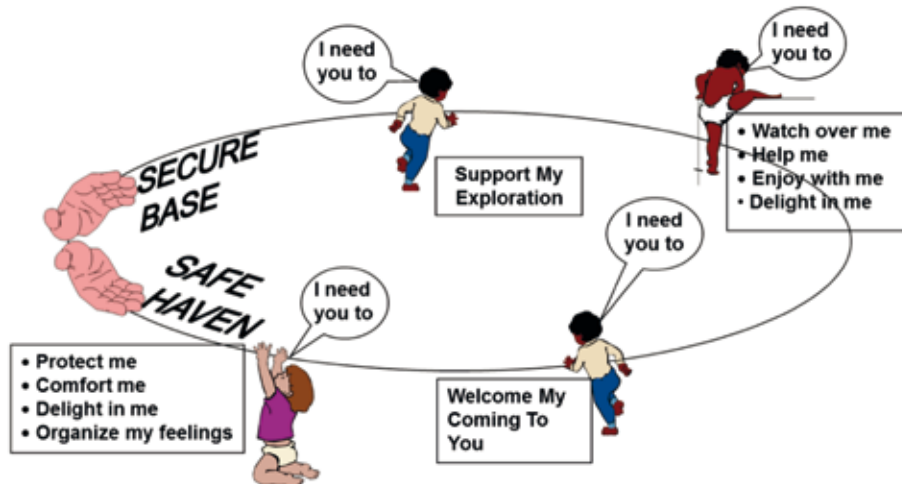 I need
you to
I need
you to
SECURE
BASE
Support My
Exploration
• Watch over me
• Help me
• Enjoy with me
• Delight in me
I need
you to
SAFE
HAVEN
I need
you to
• Protect me
• Comfort me
• Delight in me
• Organize my feelings
Welcome My
Coming To
You